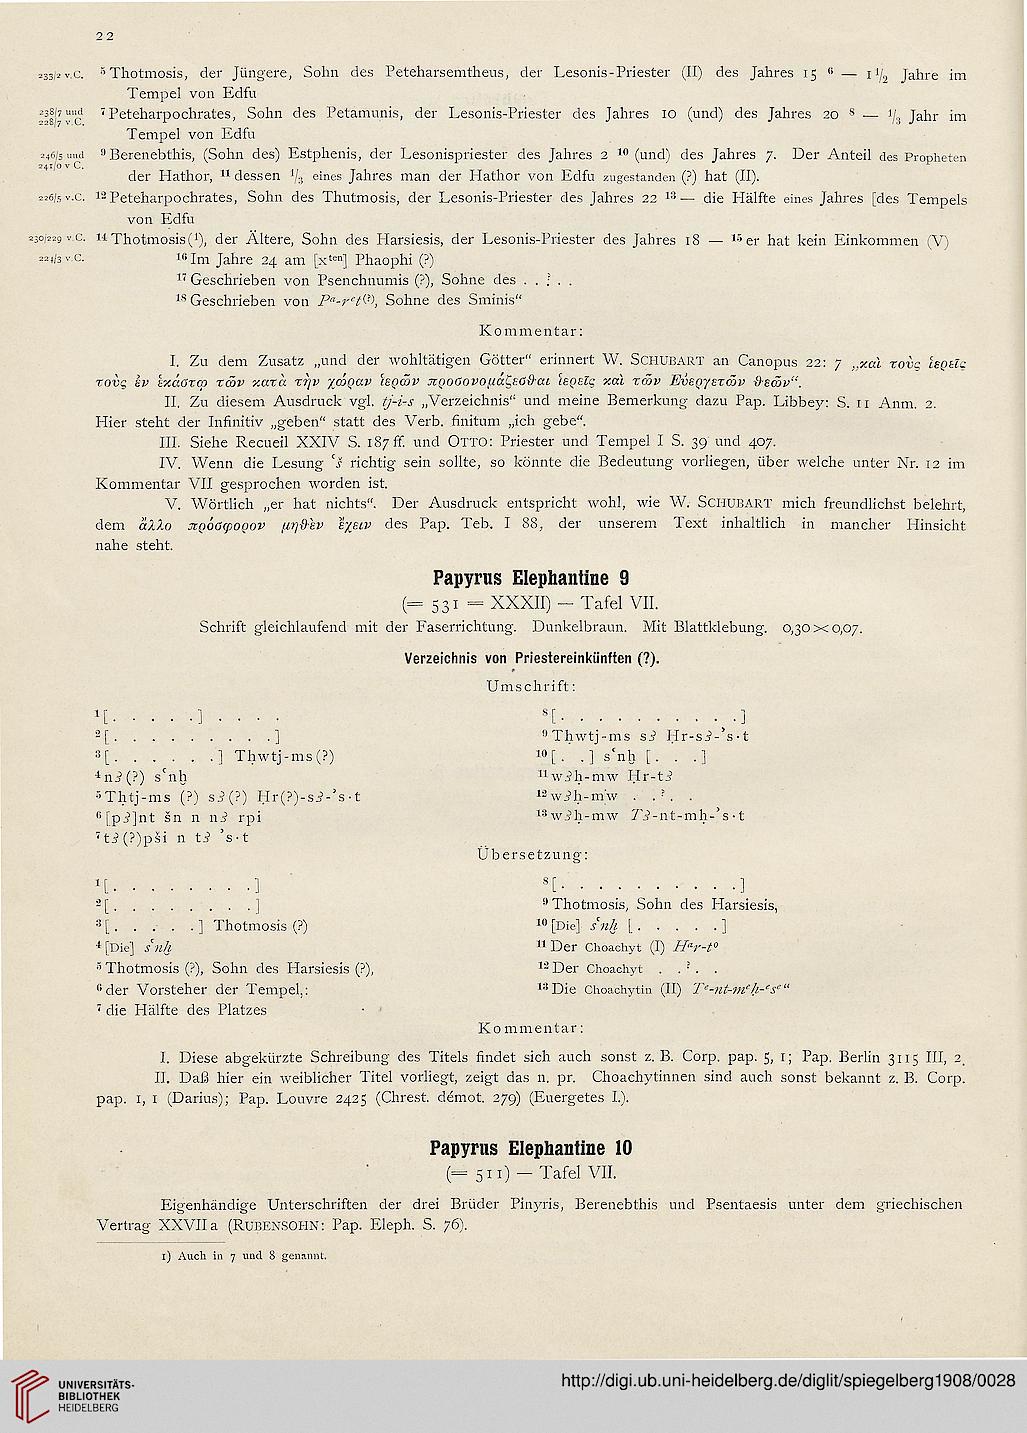 22
233/2 v.C. ⁵Thotmosis, der Jüngere, Sohn des Peteharsemtheus, der Lesonis-Priester (II) des Jahres 15 ⁶ — 1 1/2 Jahre im
Tempel von Edfu
238/7 und 228/7 v.C. ⁷Peteharpochrates, Sohn des Petamunis, der Lesonis-Priester des Jahres 10 (und) des Jahres 20 ⁸ — 1/3 Jahr im
Tempel von Edfu
246/5 und 241/0 v C. ⁹Berenebthis, (Sohn des) Estphenis, der Lesonispriester des Jahres 2 ¹⁰ (und) des Jahres 7. Der Anteil des Propheten
der Hathor, ¹¹dessen 1/3 eines Jahres man der Hathor von Edfu zugestanden (?) hat (II).
226/5 v.C. ¹²Peteharpochrates, Sohn des Thutmosis, der Lesonis-Priester des Jahres 22 ¹³— die Hälfte eines Jahres [des Tempels
von Edfu
230/229 v.C. ¹⁴Thotmosis(¹), der Ältere, Sohn des Harsiesis, der Lesonis-Priester des Jahres 18 — ¹⁵er hat kein Einkommen (V)
224/3 v.C. ¹⁶Im Jahre 24 am [xten] Phaophi (?)
¹⁷Geschrieben von Psenchnumis (?), Sohne des . . ? . .
¹⁸Geschrieben von Pᵃ-rᵉt(?), Sohne des Sminis“
Kommentar:
I. Zu dem Zusatz „und der wohltätigen Götter“ erinnert W. SCHUBART an Canopus 22: 7 „καὶ τοὺς ἱερεῖς
τοὺς ἐν ἑκάστῳ τῶν κατὰ τὴν χώραν ἱερῶν προσονομάζεσθαι ἱερεῖς καὶ τῶν Εὐεργετῶν θεῶν“.
II. Zu diesem Ausdruck vgl. tj-i-s „Verzeichnis“ und meine Bemerkung dazu Pap. Libbey: S. 11 Anm. 2.
Hier steht der Infinitiv „geben“ statt des Verb. finitum „ich gebe“.
III. Siehe Recueil XXIV S. 187 ff. und OTTO: Priester und Tempel I S. 39 und 407.
IV. Wenn die Lesung ʿš richtig sein sollte, so könnte die Bedeutung vorliegen, über welche unter Nr. 12 im
Kommentar VII gesprochen worden ist.
V. Wörtlich „er hat nichts“. Der Ausdruck entspricht wohl, wie W. SCHUBART mich freundlichst belehrt,
dem ἄλλο πρόσφορον μηθὲν ἔχειν des Pap. Teb. I 88, der unserem Text inhaltlich in mancher Hinsicht
nahe steht.
Papyrus Elephantine 9
(= 531 = XXXII) — Tafel VII.
Schrift gleichlaufend mit der Faserrichtung. Dunkelbraun. Mit Blattklebung. 0,30×0,07.
Verzeichnis von Priestereinkünften (?).
Umschrift:
¹[. . . . .] . . . .
²[. . . . . . . . .]
³[. . . . . .] Thwtj-ms(?)
⁴nꜣ(?) sʿnḫ
⁵Thtj-ms (?) sꜣ(?) Ḥr(?)-sꜣ-ʾs·t
⁶[pꜣ]nt šn n nꜣ rpi
⁷tꜣ(?)pši n tꜣ ʾs·t
⁸[. . . . . . . . . .]
⁹Thwtj-ms sꜣ Ḥr-sꜣ-ʾs·t
¹⁰[. .] sʿnḫ [. . .]
¹¹wꜣḥ-mw Ḥr-tꜣ
¹²wꜣḥ-mw . . ? . .
¹³wꜣḥ-mw Tꜣ-nt-mḥ-ʾs·t
Übersetzung:
¹[. . . . . . . .]
²[. . . . . . . .]
³[. . . . .] Thotmosis (?)
⁴[Die] sʿnḫ
⁵Thotmosis (?), Sohn des Harsiesis (?),
⁶der Vorsteher der Tempel,:
⁷die Hälfte des Platzes
⁸[. . . . . . . . . .]
⁹Thotmosis, Sohn des Harsiesis,
¹⁰[Die] sʿnḫ [. . . . .]
¹¹Der Choachyt (I) Hᵃr-tᵒ
¹²Der Choachyt . . ? . .
¹³Die Choachytin (II) Tᵉ-nt-mᵉḥ-ᵉsᵉ“
Kommentar:
I. Diese abgekürzte Schreibung des Titels findet sich auch sonst z. B. Corp. pap. 5, 1; Pap. Berlin 3115 III, 2.
II. Daß hier ein weiblicher Titel vorliegt, zeigt das n. pr. Choachytinnen sind auch sonst bekannt z. B. Corp.
pap. 1, 1 (Darius); Pap. Louvre 2425 (Chrest. démot. 279) (Euergetes I.).
Papyrus Elephantine 10
(= 511) — Tafel VII.
Eigenhändige Unterschriften der drei Brüder Pinyris, Berenebthis und Psentaesis unter dem griechischen
Vertrag XXVII a (RUBENSOHN: Pap. Eleph. S. 76).
1) Auch in 7 und 8 genannt.
UNIVERSITÄTS-
BIBLIOTHEK
HEIDELBERG
http://digi.ub.uni-heidelberg.de/diglit/spiegelberg1908/0028